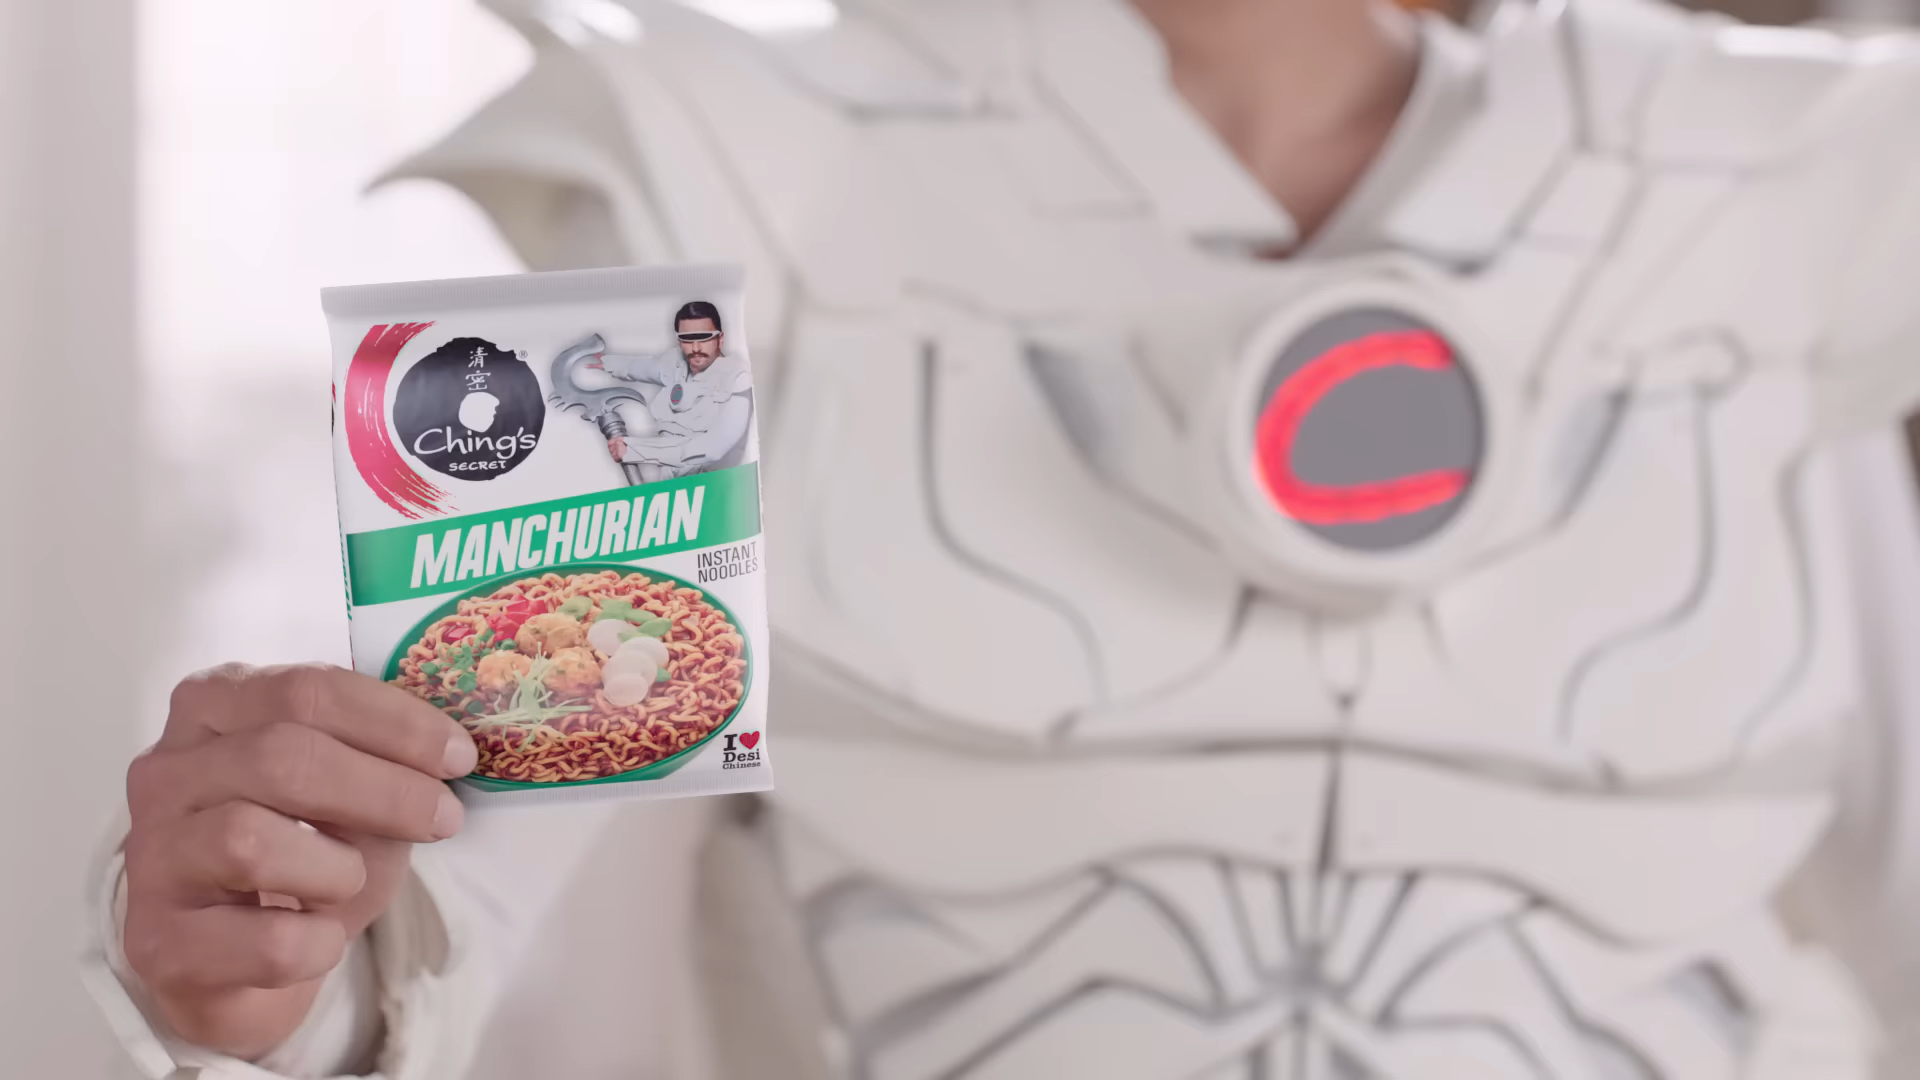 清
密
®
Ching's
SECRET
MANCHURIAN
INSTANT
NOODLES
I ♥
Desi
Chinese
C